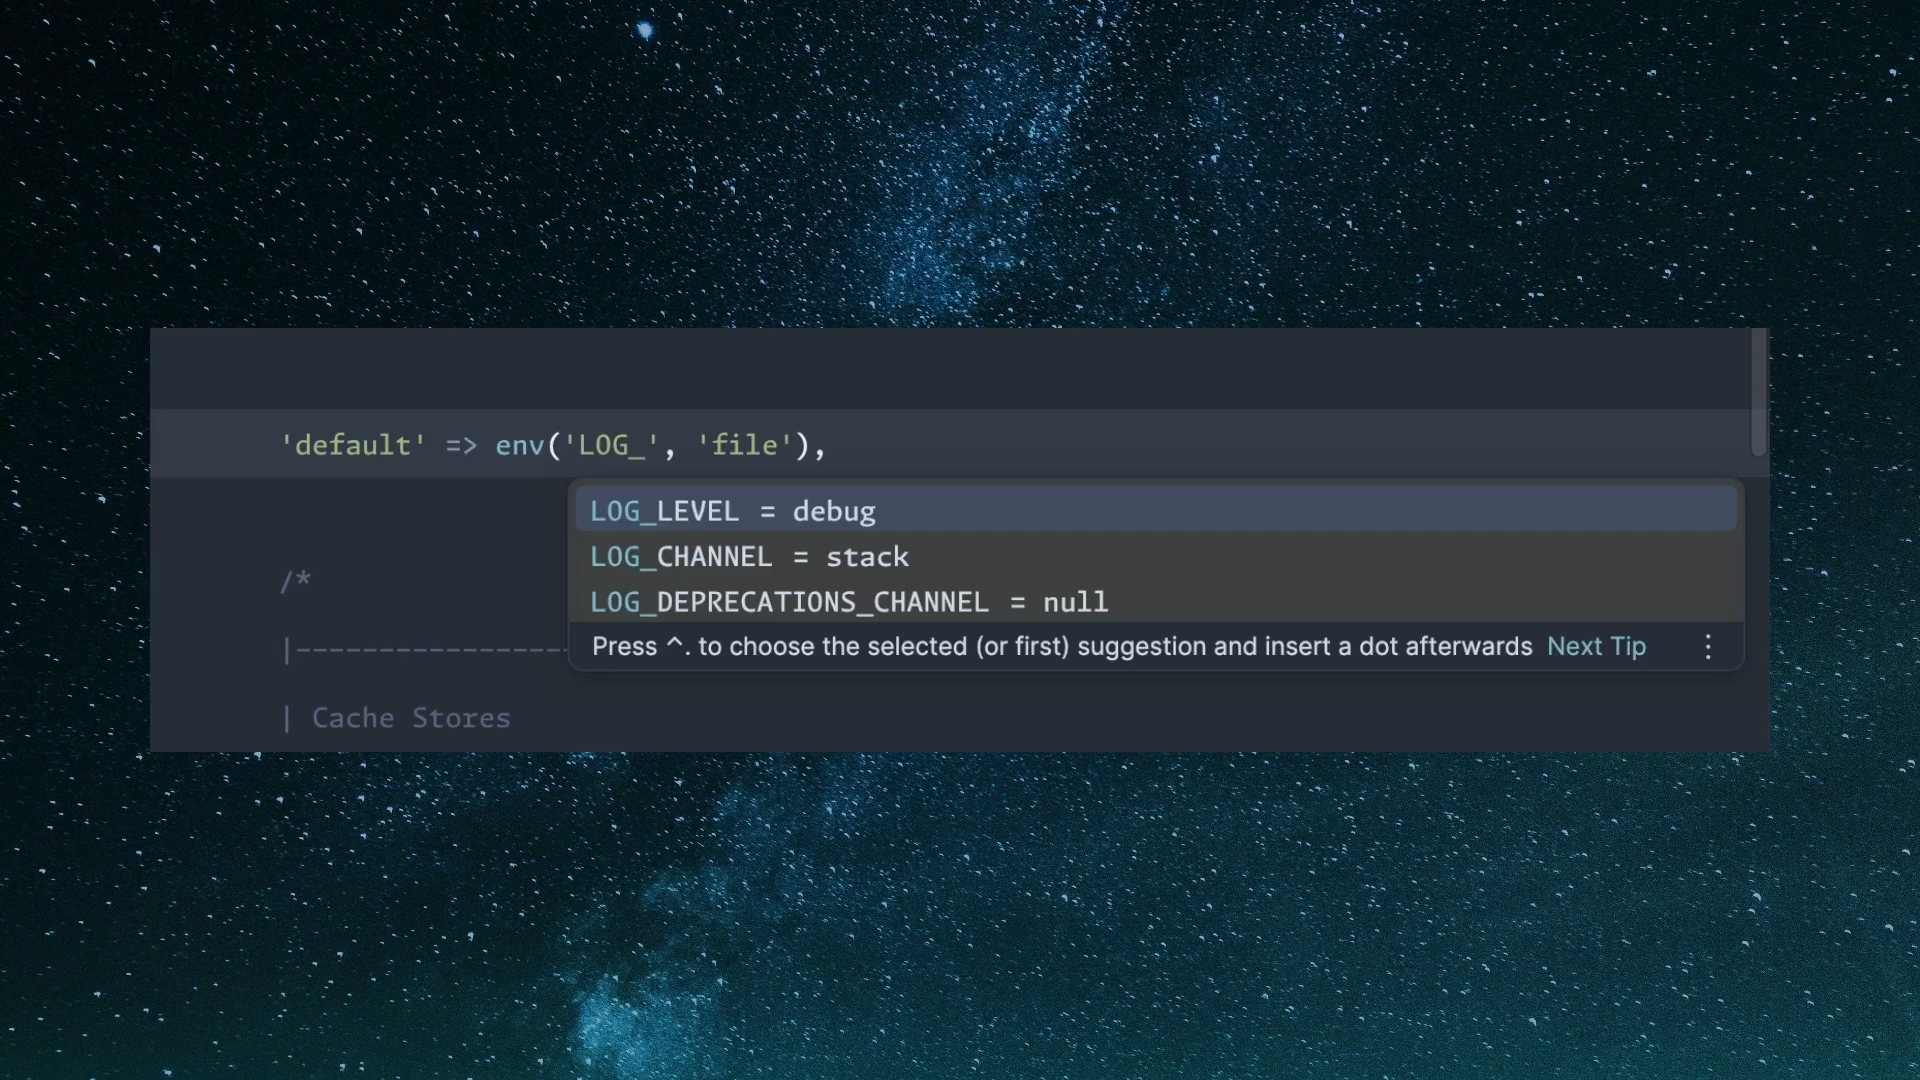 'default' => env('LOG_', 'file'),
LOG_LEVEL = debug
LOG_CHANNEL = stack
LOG_DEPRECATIONS_CHANNEL = null
Press ^. to choose the selected (or first) suggestion and insert a dot afterwards Next Tip
/*
|-----------------
| Cache Stores